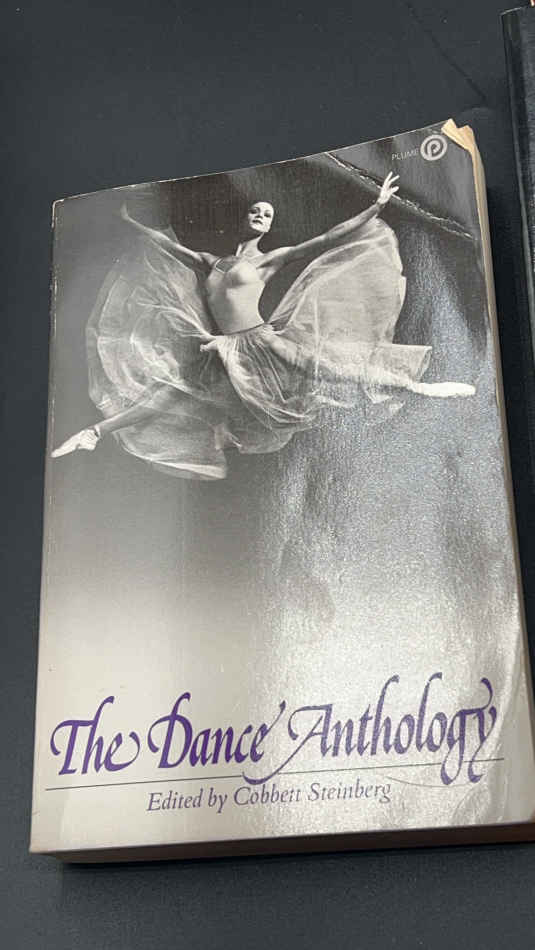 PLUME
The Dance Anthology
Edited by Cobbett Steinberg